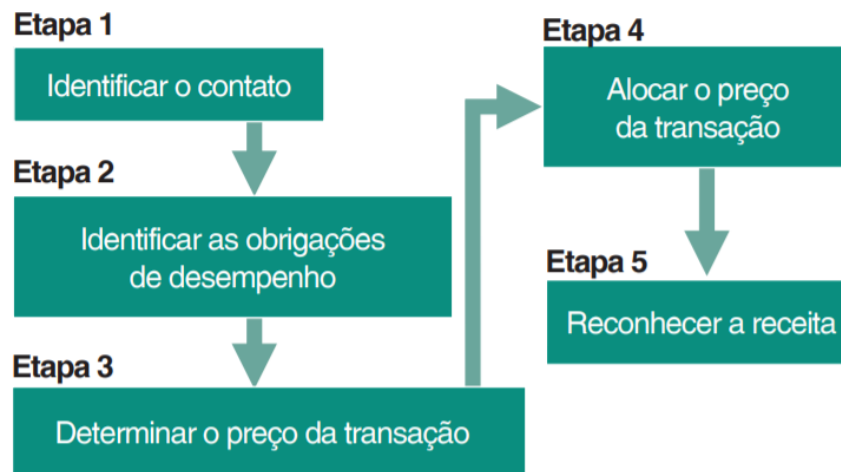 Etapa 1
Identificar o contato
Etapa 2
Identificar as obrigações
de desempenho
Etapa 3
Determinar o preço da transação
Etapa 4
Alocar o preço
da transação
Etapa 5
Reconhecer a receita